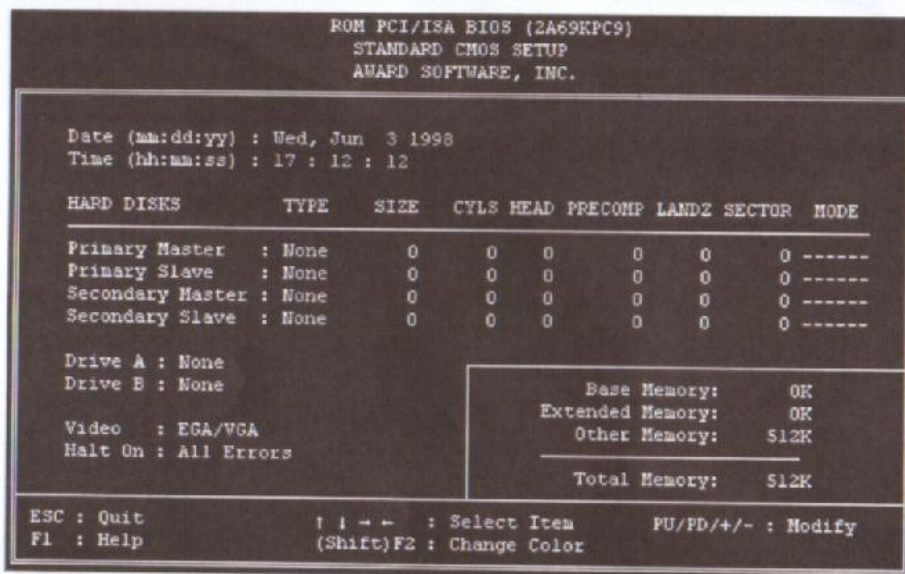 ROM PCI/ISA BIOS (2A69KPC9)
STANDARD CMOS SETUP
AWARD SOFTWARE, INC.
Date (mm:dd:yy) : Wed, Jun 3 1998
Time (hh:mm:ss) : 17 : 12 : 12
HARD DISKS TYPE SIZE CYLS HEAD PRECOMP LANDZ SECTOR MODE
Primary Master : None 0 0 0 0 0 0 ------
Primary Slave : None 0 0 0 0 0 0 ------
Secondary Master : None 0 0 0 0 0 0 ------
Secondary Slave : None 0 0 0 0 0 0 ------
Drive A : None
Drive B : None
Video : EGA/VGA
Halt On : All Errors
Base Memory: 0K
Extended Memory: 0K
Other Memory: 512K
Total Memory: 512K
ESC : Quit ↑ ↓ → ← : Select Item PU/PD/+/- : Modify
F1 : Help (Shift)F2 : Change Color